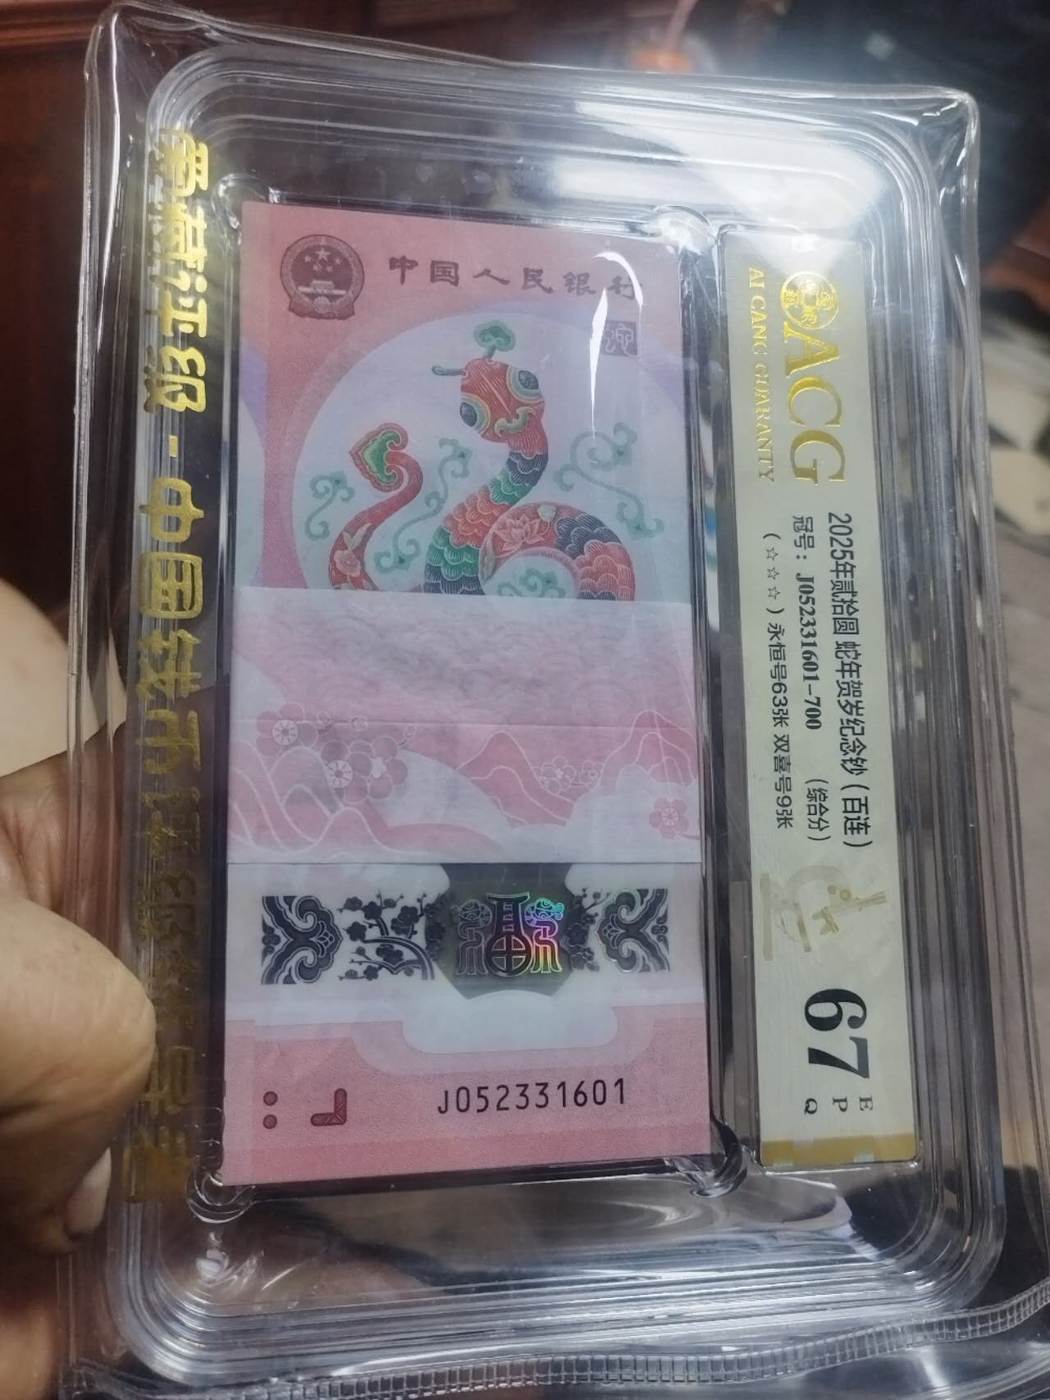 中国人民银行
J052331601
ACG
AI CANG GUARANTY
2025年贰拾圆 蛇年贺岁纪念钞(百连)
冠号:J052331601-700 (综合分)
(☆☆☆) 永恒号63张 双喜号9张
67
E
P
Q
爱藏评级-中国钱币评级